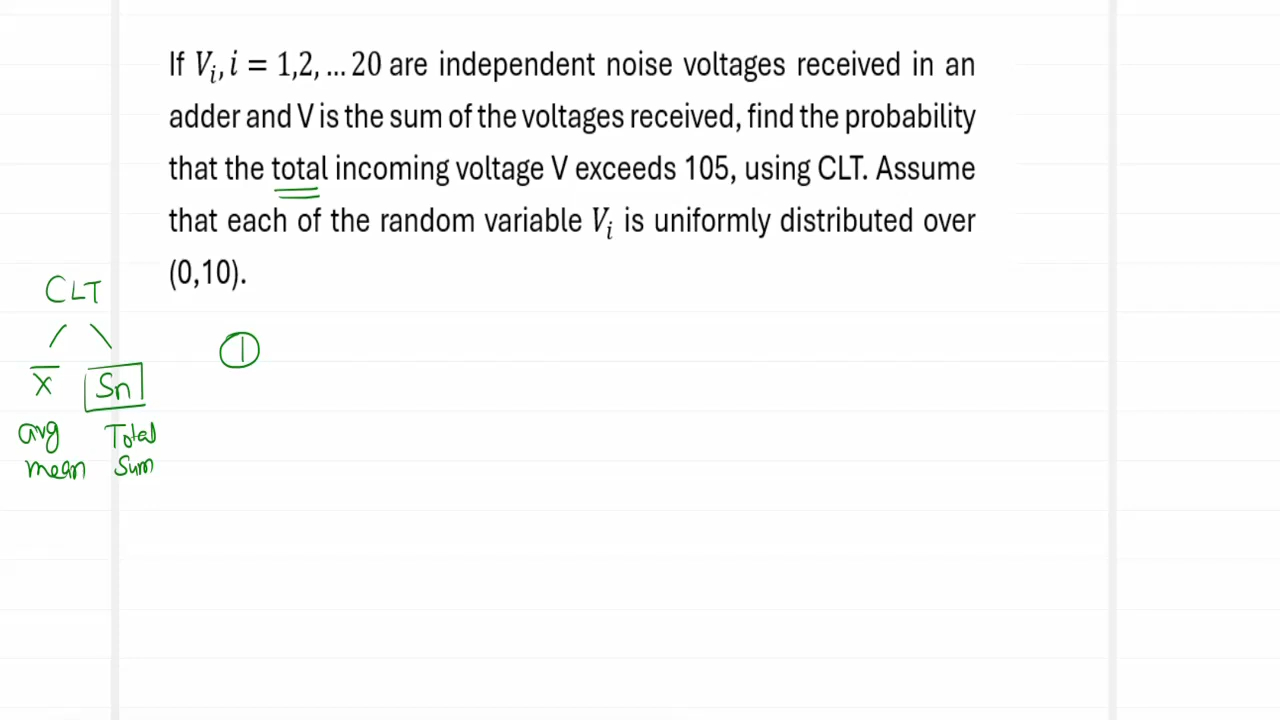 If Vᵢ, i = 1,2, … 20 are independent noise voltages received in an
adder and V is the sum of the voltages received, find the probability
that the total incoming voltage V exceeds 105, using CLT. Assume
that each of the random variable Vᵢ is uniformly distributed over
(0,10).
CLT
①
X̅ Sn
avg Total
mean Sum